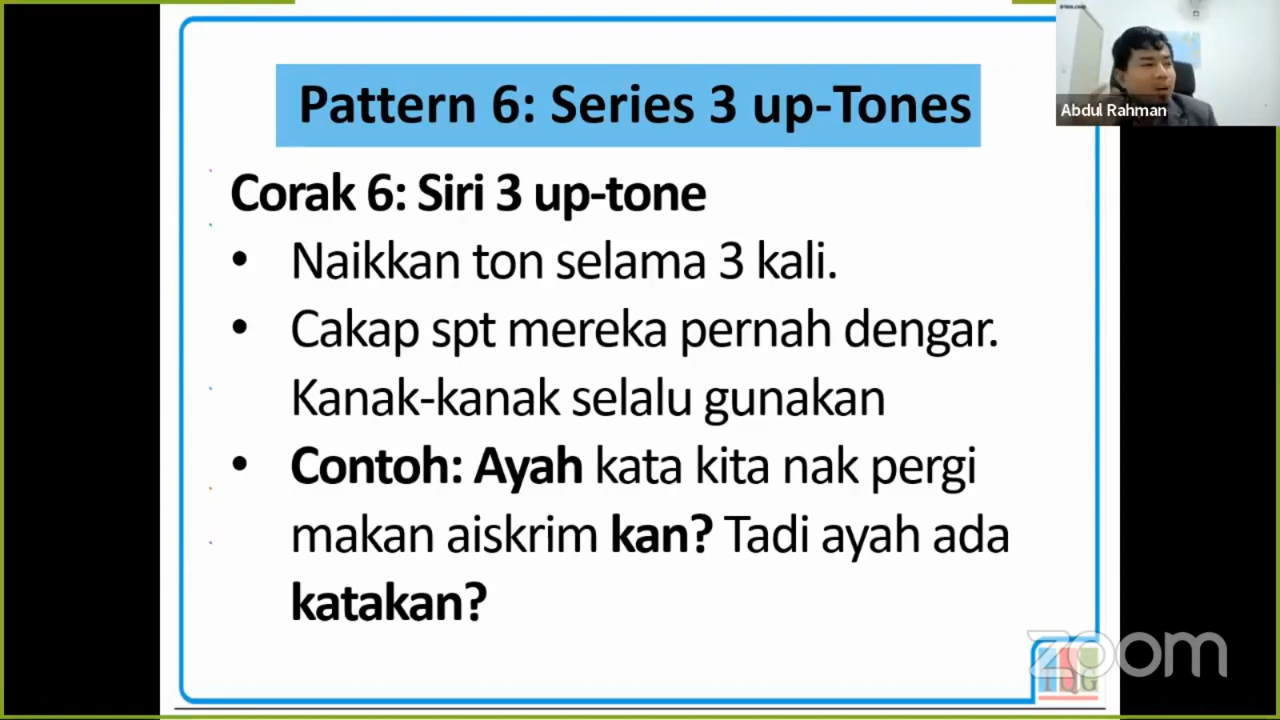 Pattern 6: Series 3 up-Tones
Abdul Rahman
Corak 6: Siri 3 up-tone
• Naikkan ton selama 3 kali.
• Cakap spt mereka pernah dengar.
Kanak-kanak selalu gunakan
• Contoh: Ayah kata kita nak pergi
makan aiskrim kan? Tadi ayah ada
katakan?
zoom